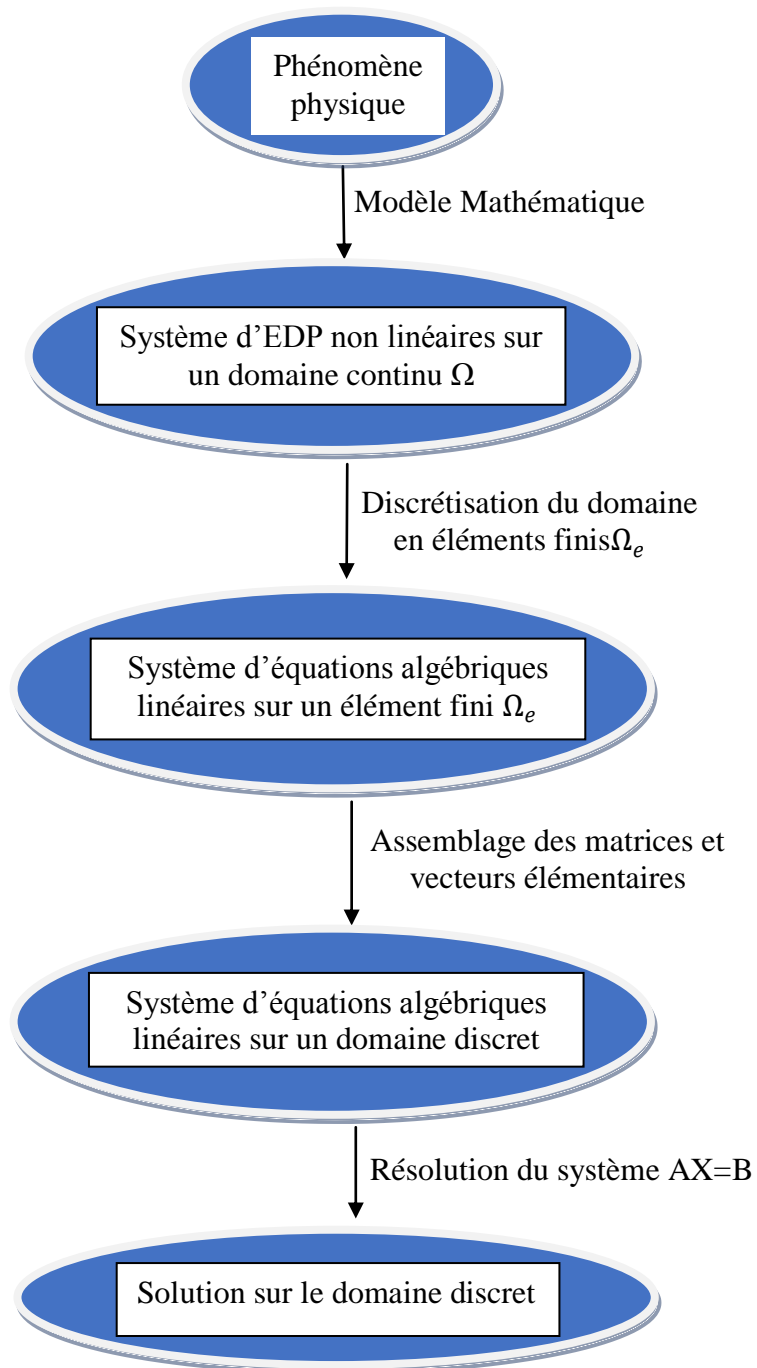 Phénomène
physique
Modèle Mathématique
Système d’EDP non linéaires sur
un domaine continu Ω
Discrétisation du domaine
en éléments finisΩₑ
Système d’équations algébriques
linéaires sur un élément fini Ωₑ
Assemblage des matrices et
vecteurs élémentaires
Système d’équations algébriques
linéaires sur un domaine discret
Résolution du système AX=B
Solution sur le domaine discret